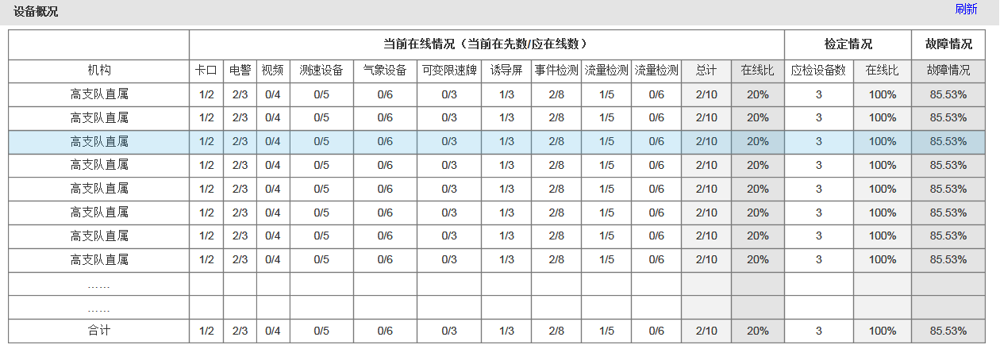 设备概况 刷新
当前在线情况（当前在先数/应在线数） 检定情况 故障情况
机构 卡口 电警 视频 测速设备 气象设备 可变限速牌 诱导屏 事件检测 流量检测 流量检测 总计 在线比 应检设备数 在线比 故障情况
高支队直属 1/2 2/3 0/4 0/5 0/6 0/3 1/3 2/8 1/5 0/6 2/10 20% 3 100% 85.53%
高支队直属 1/2 2/3 0/4 0/5 0/6 0/3 1/3 2/8 1/5 0/6 2/10 20% 3 100% 85.53%
高支队直属 1/2 2/3 0/4 0/5 0/6 0/3 1/3 2/8 1/5 0/6 2/10 20% 3 100% 85.53%
高支队直属 1/2 2/3 0/4 0/5 0/6 0/3 1/3 2/8 1/5 0/6 2/10 20% 3 100% 85.53%
高支队直属 1/2 2/3 0/4 0/5 0/6 0/3 1/3 2/8 1/5 0/6 2/10 20% 3 100% 85.53%
高支队直属 1/2 2/3 0/4 0/5 0/6 0/3 1/3 2/8 1/5 0/6 2/10 20% 3 100% 85.53%
高支队直属 1/2 2/3 0/4 0/5 0/6 0/3 1/3 2/8 1/5 0/6 2/10 20% 3 100% 85.53%
高支队直属 1/2 2/3 0/4 0/5 0/6 0/3 1/3 2/8 1/5 0/6 2/10 20% 3 100% 85.53%
……
……
合计 1/2 2/3 0/4 0/5 0/6 0/3 1/3 2/8 1/5 0/6 2/10 20% 3 100% 85.53%